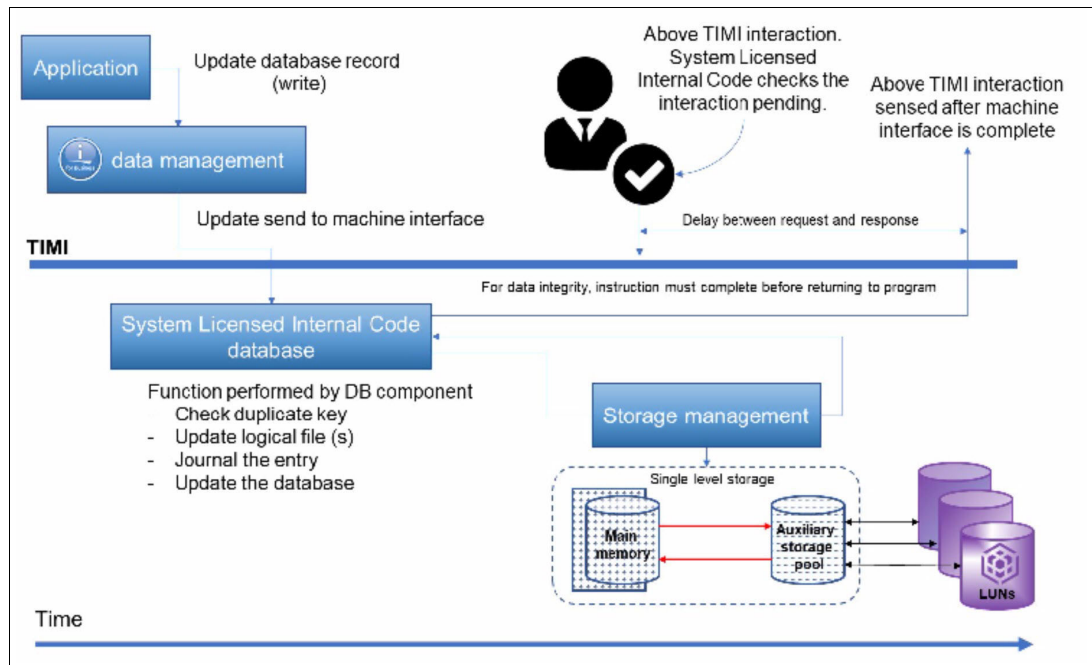 Application
Update database record
(write)
Above TIMI interaction.
System Licensed
Internal Code checks the
interaction pending.
Above TIMI interaction
sensed after machine
interface is complete
i
data management
Update send to machine interface
Delay between request and response
TIMI
For data integrity, instruction must complete before returning to program
System Licensed Internal Code
database
Function performed by DB component
Check duplicate key
- Update logical file (s)
- Journal the entry
- Update the database
Storage management
Single level storage
Main
memory
Auxiliary
storage
pool
LUNs
Time